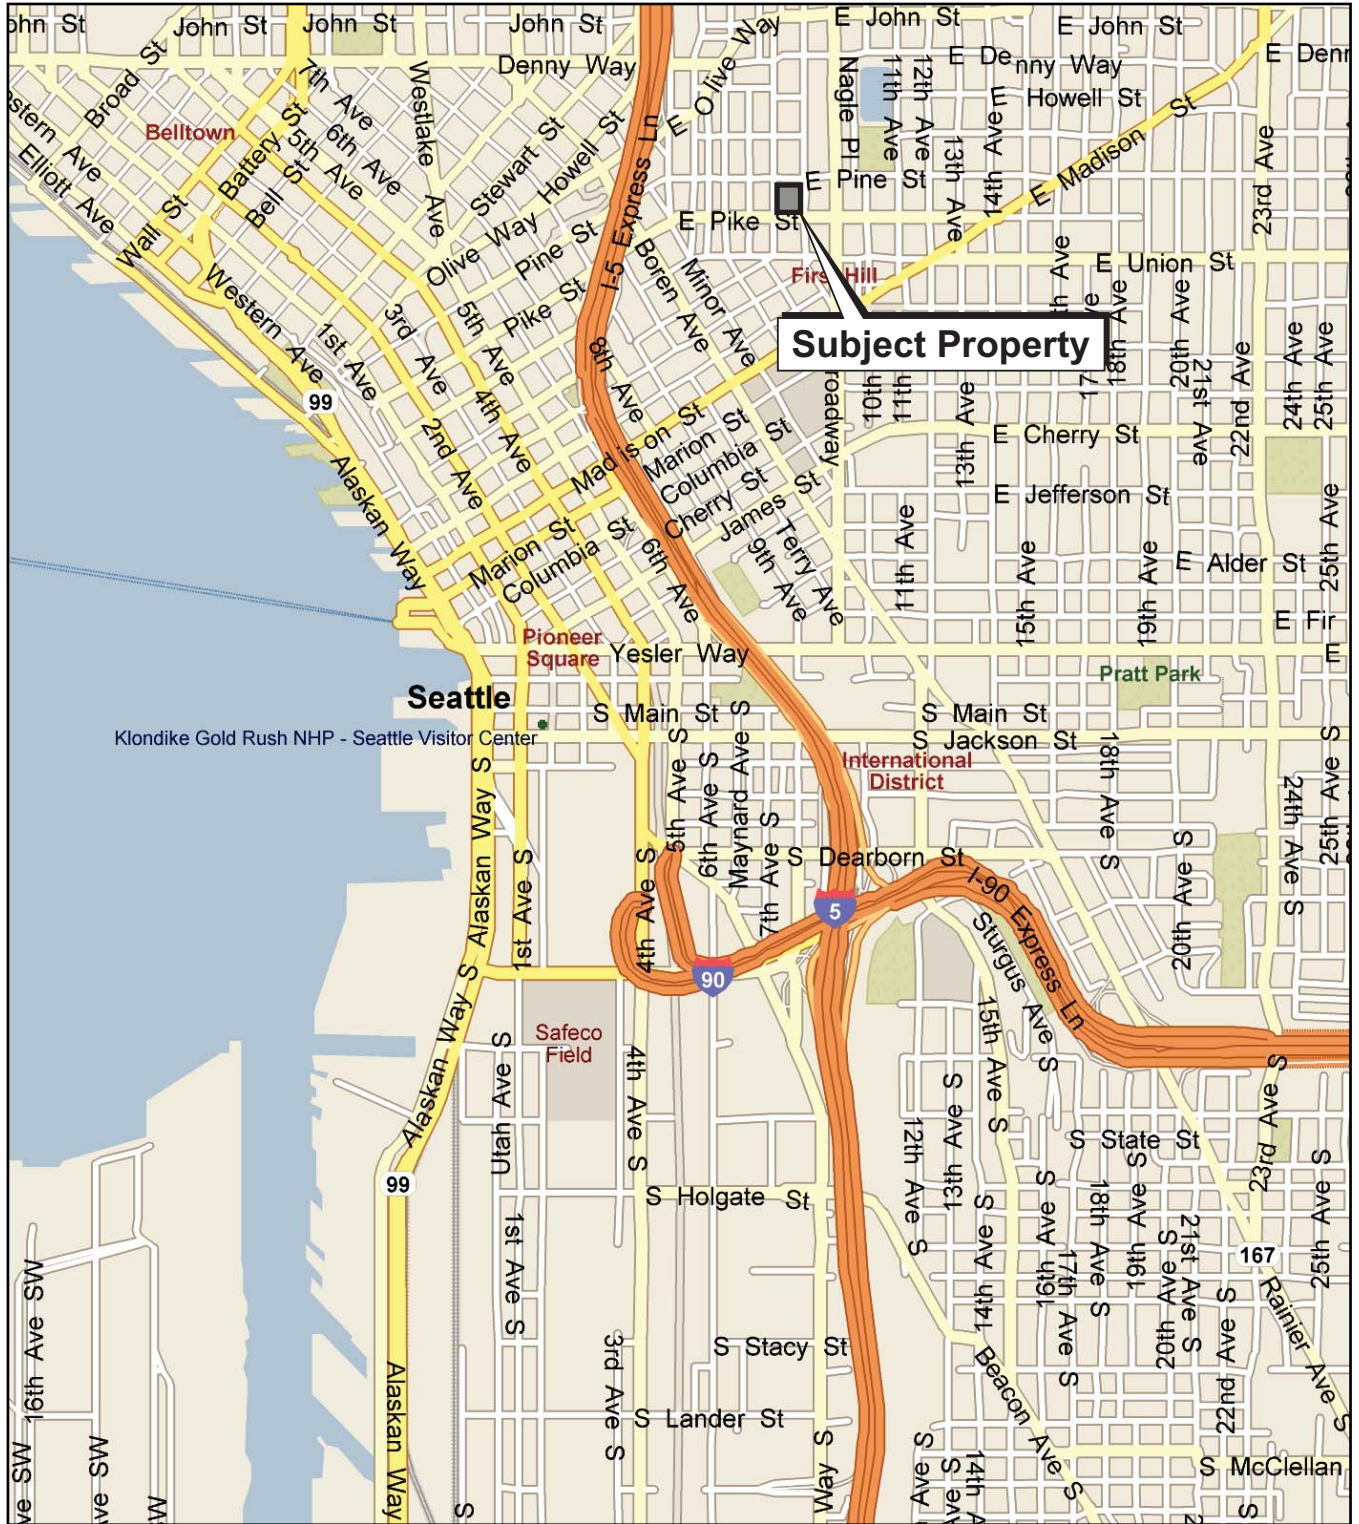 John St
John St
John St
E John St
E John St
Denny Way
E Denny Way
E Denn
Broad St
7th Ave
Westlake Ave
E Olive Way
Nagle Pl
11th Ave
12th Ave
E Howell St
Belltown
Battery St
6th Ave
5th Ave
Stewart St
Howell St
I-5 Express Ln
13th Ave
14th Ave
E Madison St
23rd Ave
Elliott Ave
Bell St
Wall St
E Pine St
E Pike St
Olive Way
Pine St
Pike St
Boren Ave
Minor Ave
First Hill
E Union St
Western Ave
1st Ave
3rd Ave
5th Ave
8th Ave
Subject Property
18th Ave
20th Ave
21st Ave
22nd Ave
24th Ave
25th Ave
99
2nd Ave
4th Ave
Madison St
Marion St
Columbia St
Cherry St
James St
roadway
10th
11th
13th Ave
E Cherry St
E Jefferson St
Alaskan Way
Marion St
Columbia St
6th Ave
9th Ave
Terry Ave
11th Ave
15th Ave
19th Ave
E Alder St
25th Ave
E Fir
E
Pioneer
Square
Yesler Way
Pratt Park
Seattle
S Main St
S Main St
Klondike Gold Rush NHP - Seattle Visitor Center
S Jackson St
International
District
Alaskan Way S
1st Ave S
4th Ave S
5th Ave S
6th Ave S
Maynard Ave S
7th Ave S
18th Ave S
20th Ave S
24th Ave S
25th Ave S
S Dearborn St
5
90
I-90 Express Ln
Sturgus Ave S
15th Ave S
Alaskan Way S
Safeco
Field
Utah Ave S
4th Ave S
12th Ave S
13th Ave S
S State St
23rd Ave S
99
S Holgate St
1st Ave S
14th Ave S
16th Ave S
17th Ave S
18th Ave S
19th Ave S
20th Ave S
21st Ave S
22nd Ave S
167
25th Ave S
Rainier Ave S
16th Ave SW
3rd Ave S
S Stacy St
Beacon Ave S
Alaskan Way
S Lander St
Way S
Ave S
14th A
S McClellan
ve SW
Ave SW
W
S
S